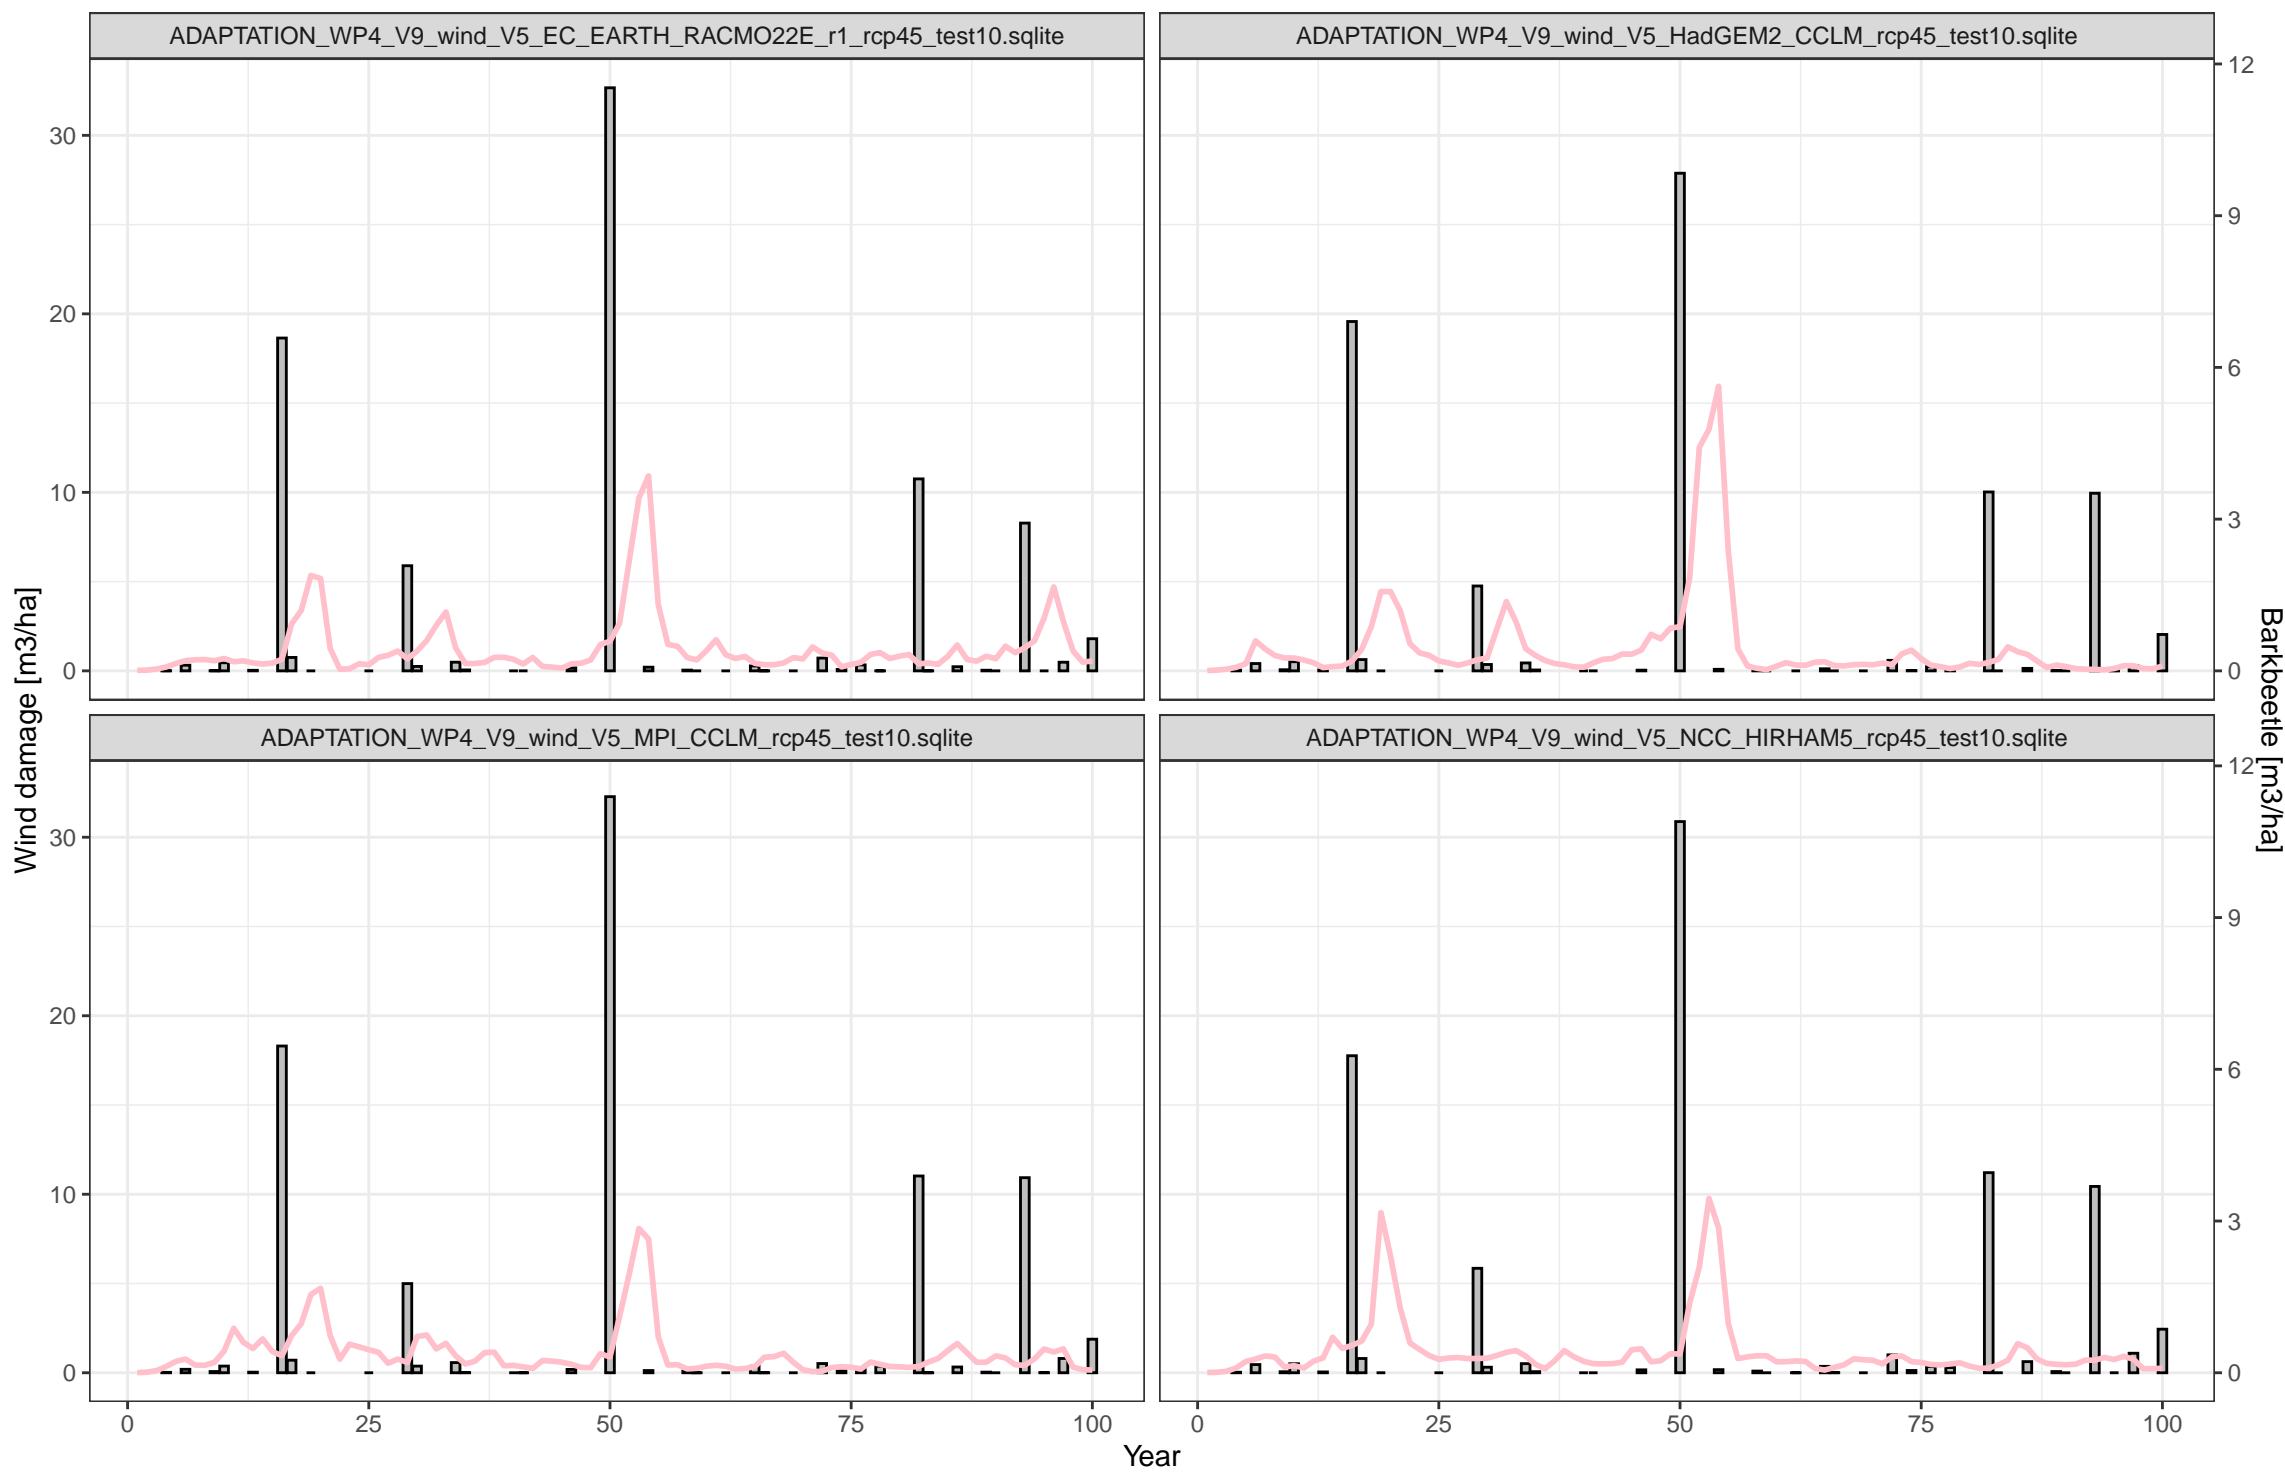 ADAPTATION_WP4_V9_wind_V5_EC_EARTH_RACMO22E_r1_rcp45_test10.sqlite
ADAPTATION_WP4_V9_wind_V5_HadGEM2_CCLM_rcp45_test10.sqlite
30
20
10
0
12
9
6
3
0
Wind damage [m3/ha]
Barkbeetle [m3/ha]
ADAPTATION_WP4_V9_wind_V5_MPI_CCLM_rcp45_test10.sqlite
ADAPTATION_WP4_V9_wind_V5_NCC_HIRHAM5_rcp45_test10.sqlite
30
20
10
0
12
9
6
3
0
0 25 50 75 100
0 25 50 75 100
Year